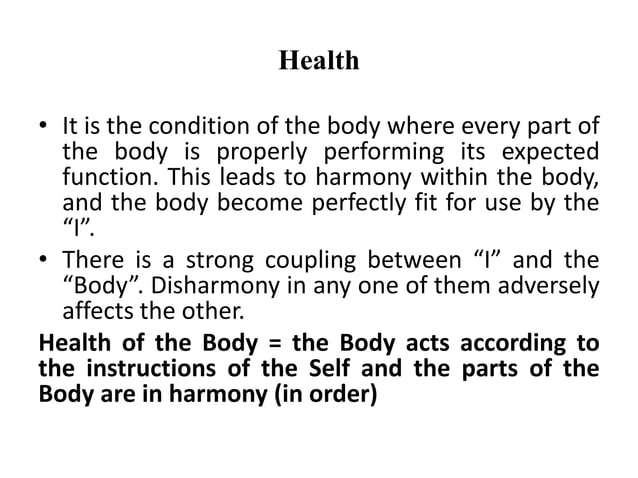 Health
• It is the condition of the body where every part of
the body is properly performing its expected
function. This leads to harmony within the body,
and the body become perfectly fit for use by the
“I”.
• There is a strong coupling between “I” and the
“Body”. Disharmony in any one of them adversely
affects the other.
Health of the Body = the Body acts according to
the instructions of the Self and the parts of the
Body are in harmony (in order)